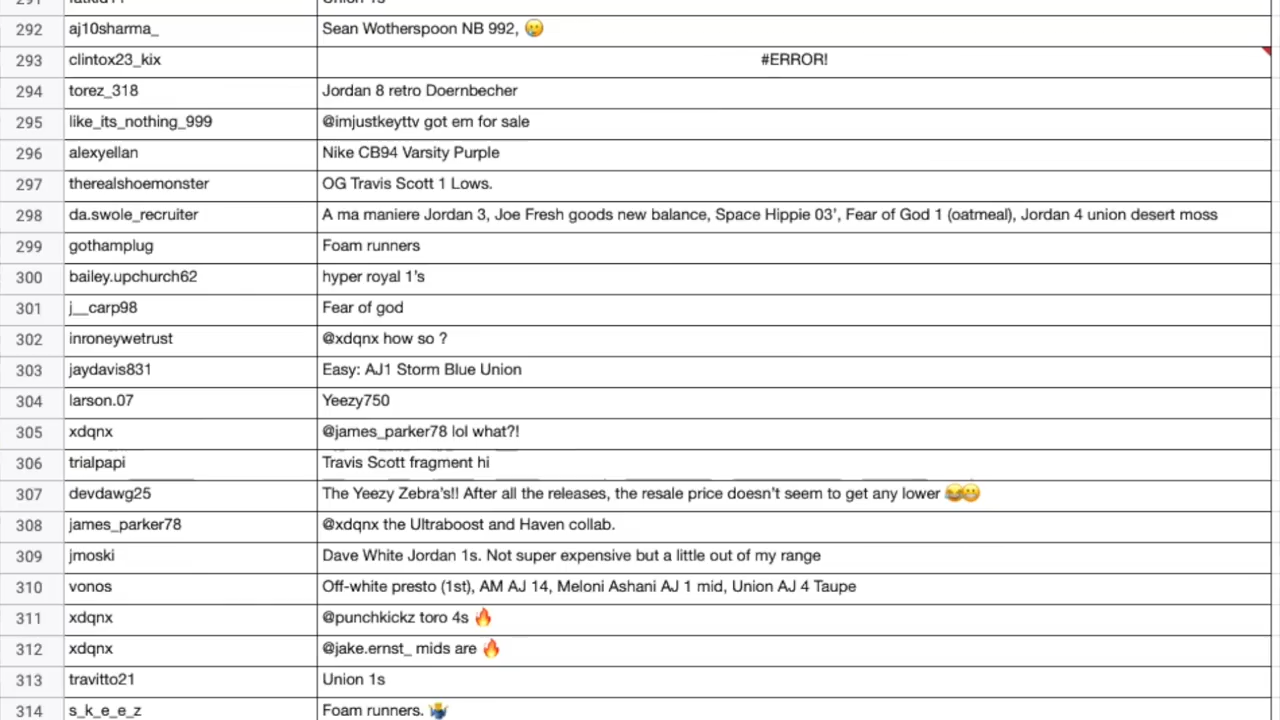 292 aj10sharma_ Sean Wotherspoon NB 992, 🥲
293 clintox23_kix #ERROR!
294 torez_318 Jordan 8 retro Doernbecher
295 like_its_nothing_999 @imjustkeyttv got em for sale
296 alexyellan Nike CB94 Varsity Purple
297 therealshoemonster OG Travis Scott 1 Lows.
298 da.swole_recruiter A ma maniere Jordan 3, Joe Fresh goods new balance, Space Hippie 03’, Fear of God 1 (oatmeal), Jordan 4 union desert moss
299 gothamplug Foam runners
300 bailey.upchurch62 hyper royal 1’s
301 j__carp98 Fear of god
302 inroneywetrust @xdqnx how so ?
303 jaydavis831 Easy: AJ1 Storm Blue Union
304 larson.07 Yeezy750
305 xdqnx @james_parker78 lol what?!
306 trialpapi Travis Scott fragment hi
307 devdawg25 The Yeezy Zebra’s!! After all the releases, the resale price doesn’t seem to get any lower 😂😬
308 james_parker78 @xdqnx the Ultraboost and Haven collab.
309 jmoski Dave White Jordan 1s. Not super expensive but a little out of my range
310 vonos Off-white presto (1st), AM AJ 14, Meloni Ashani AJ 1 mid, Union AJ 4 Taupe
311 xdqnx @punchkickz toro 4s 🔥
312 xdqnx @jake.ernst_ mids are 🔥
313 travitto21 Union 1s
314 s_k_e_e_z Foam runners. 🤷‍♂️